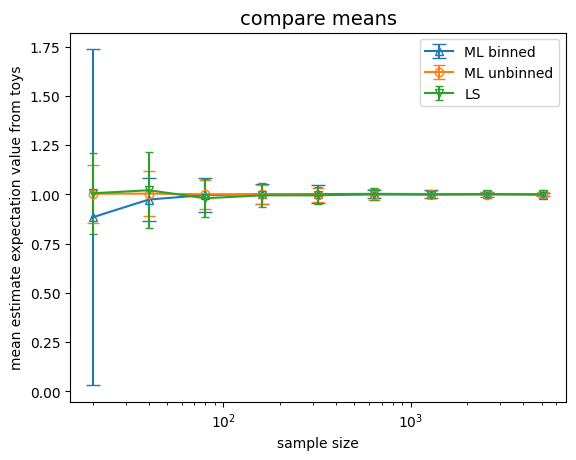 compare means
ML binned
ML unbinned
LS
mean estimate expectation value from toys
1.75
1.50
1.25
1.00
0.75
0.50
0.25
0.00
10²
10³
sample size